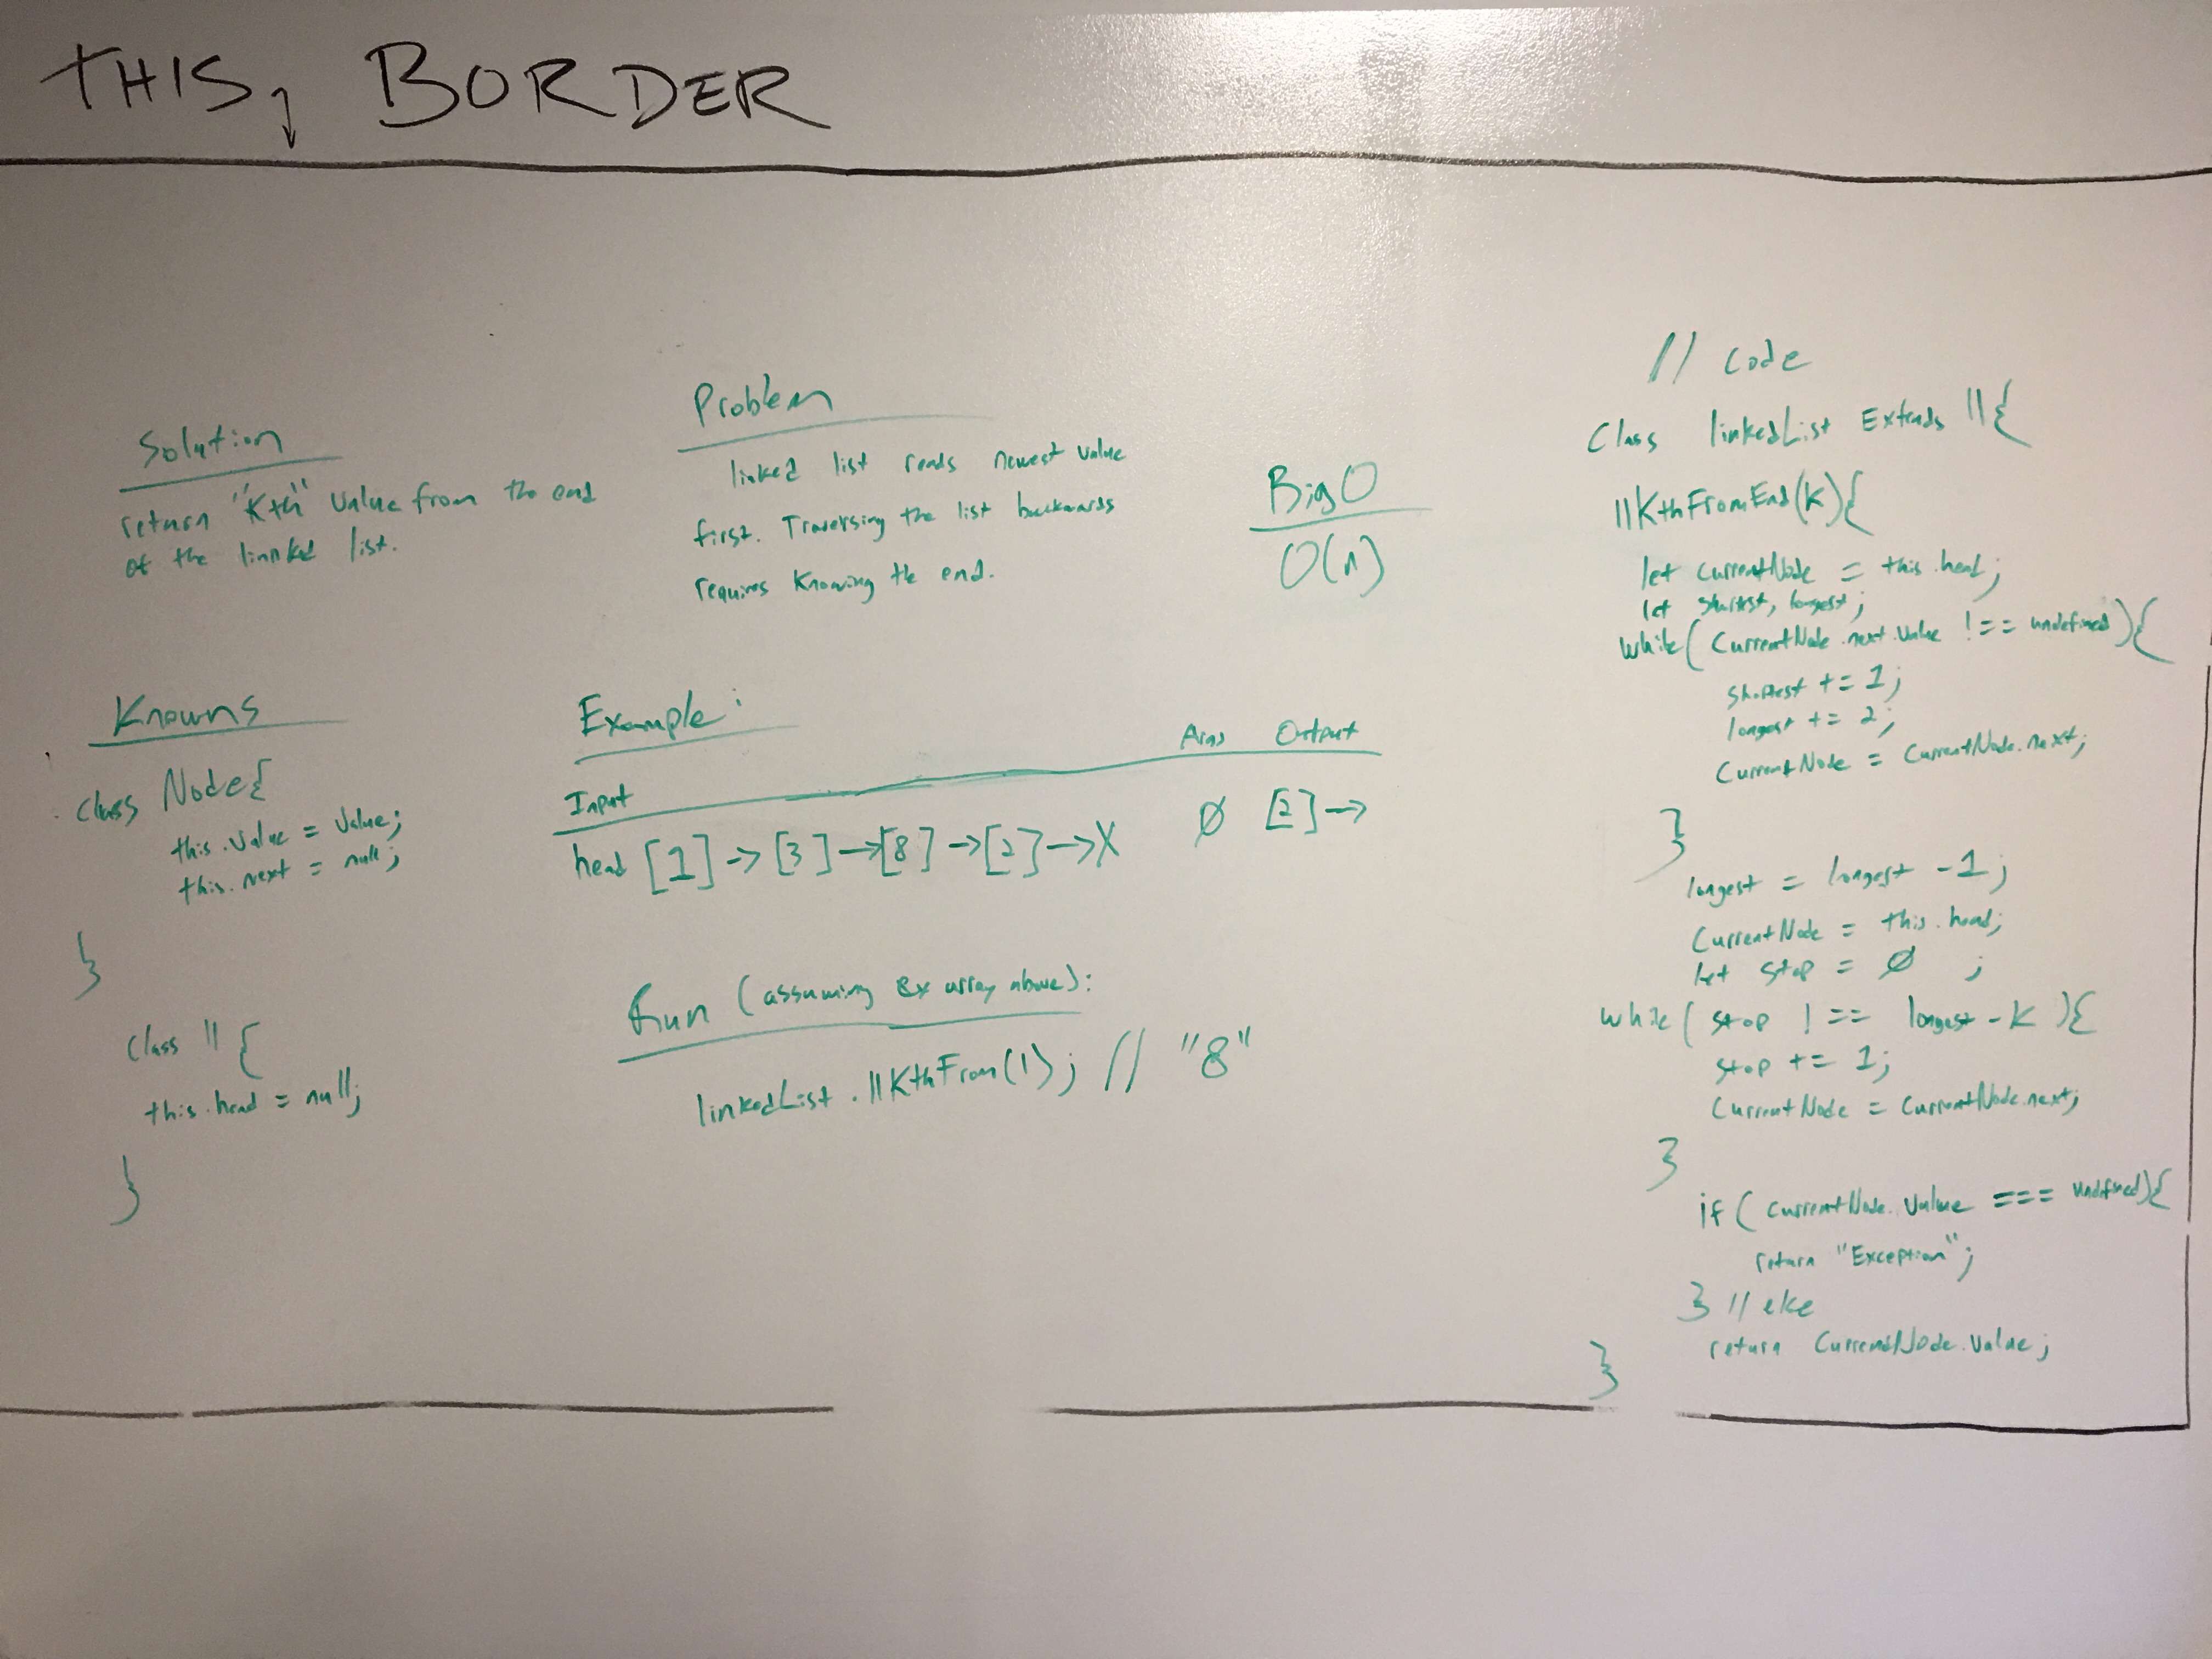 THIS, BORDER
Solution
return "Kth" value from the end
of the linnked list.
Problem
linked list reads newest value
first. Traversing the list backwards
requires knowing the end.
Big O
O(n)
Knowns
class Node{
this.value = value;
this.next = null;
}
class ll {
this.head = null;
}
Example:
Input Args Output
head [1] -> [3] -> [8] -> [2] -> X Ø [2] ->
Run (assuming ex array above):
linkedList.llKthFrom(1); // "8"
// code
Class linkedList Extends ll{
llKthFromEnd(k){
let currentNode = this.head;
let shortest, longest;
while( CurrentNode.next.value !== undefined){
shortest += 1;
longest += 2;
CurrentNode = CurrentNode.next;
}
longest = longest -1;
CurrentNode = this.head;
let stop = Ø ;
while( stop !== longest - k ){
stop += 1;
CurrentNode = CurrentNode.next;
}
if ( currentNode.value === undefined){
return "Exception";
} // else
return CurrentNode.value;
}